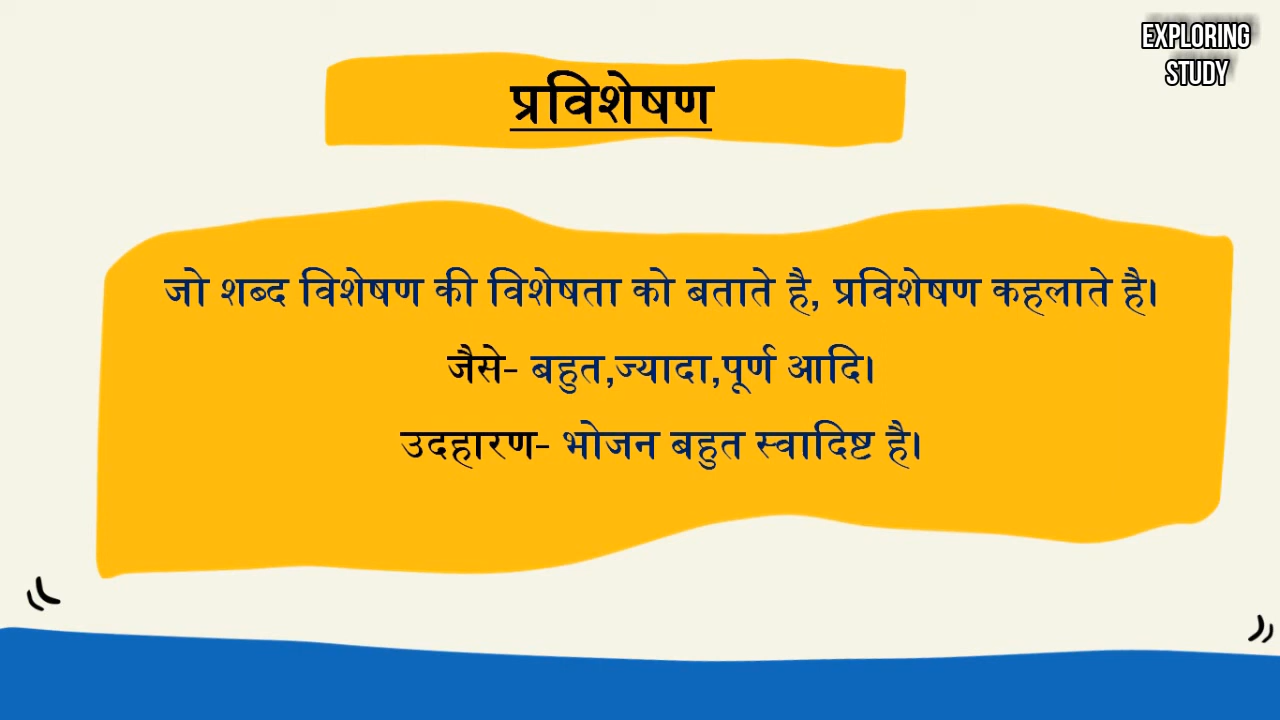 EXPLORING
STUDY
प्रविशेषण
जो शब्द विशेषण की विशेषता को बताते है, प्रविशेषण कहलाते है।
जैसे- बहुत,ज्यादा,पूर्ण आदि।
उदहारण- भोजन बहुत स्वादिष्ट है।